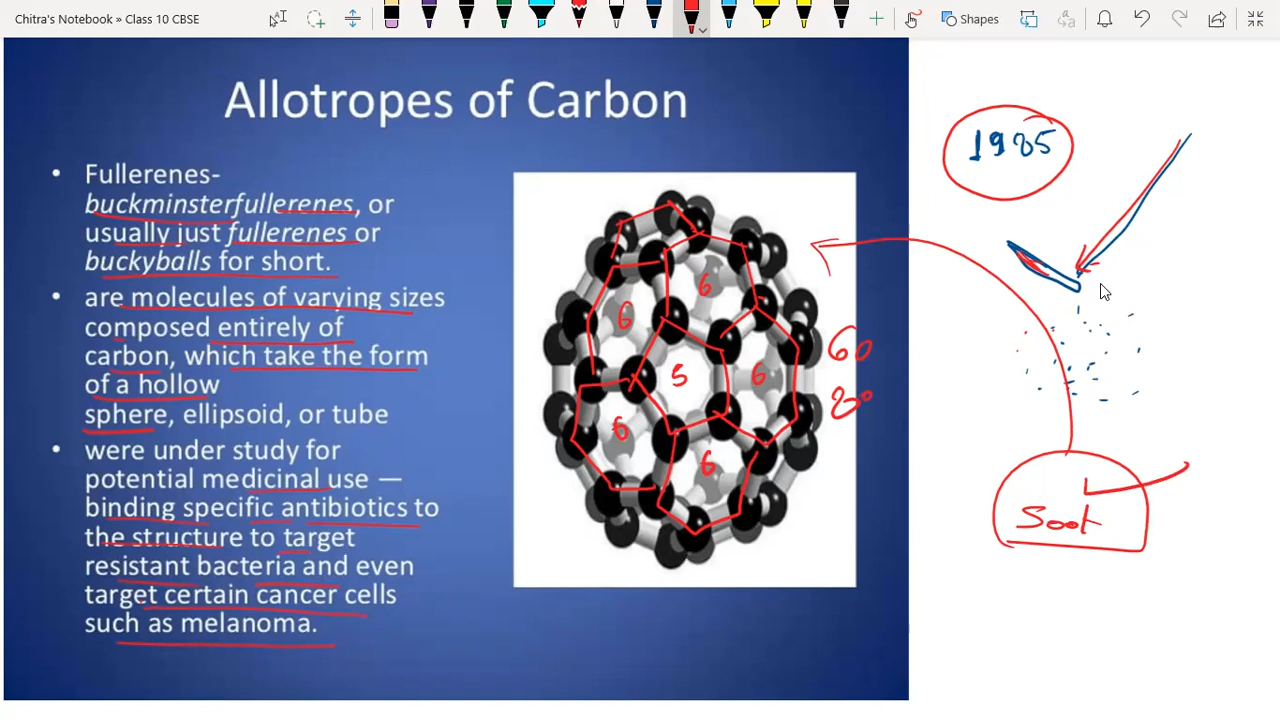 Chitra's Notebook » Class 10 CBSE
Shapes
Allotropes of Carbon
• Fullerenes-
buckminsterfullerenes, or
usually just fullerenes or
buckyballs for short.
• are molecules of varying sizes
composed entirely of
carbon, which take the form
of a hollow
sphere, ellipsoid, or tube
• were under study for
potential medicinal use —
binding specific antibiotics to
the structure to target
resistant bacteria and even
target certain cancer cells
such as melanoma.
6
6
5
6
6
6
60
20
1985
Soot